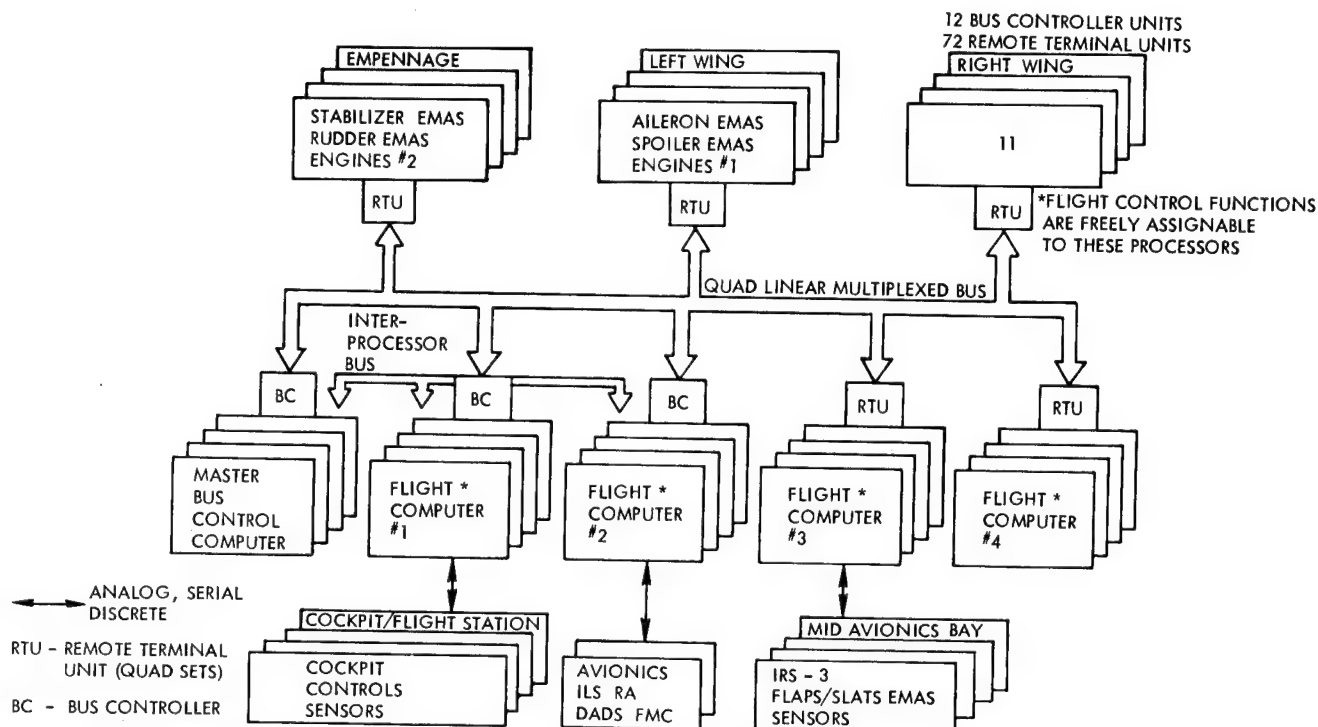 12 BUS CONTROLLER UNITS
72 REMOTE TERMINAL UNITS
EMPENNAGE
STABILIZER EMAS
RUDDER EMAS
ENGINES #2
RTU
LEFT WING
AILERON EMAS
SPOILER EMAS
ENGINES #1
RTU
RIGHT WING
11
RTU
*FLIGHT CONTROL FUNCTIONS
ARE FREELY ASSIGNABLE
TO THESE PROCESSORS
QUAD LINEAR MULTIPLEXED BUS
INTER-
PROCESSOR
BUS
BC
BC
BC
RTU
RTU
MASTER
BUS
CONTROL
COMPUTER
FLIGHT *
COMPUTER
#1
FLIGHT *
COMPUTER
#2
FLIGHT *
COMPUTER
#3
FLIGHT *
COMPUTER
#4
ANALOG, SERIAL
DISCRETE
RTU - REMOTE TERMINAL
UNIT (QUAD SETS)
BC - BUS CONTROLLER
COCKPIT/FLIGHT STATION
COCKPIT
CONTROLS
SENSORS
AVIONICS
ILS RA
DADS FMC
MID AVIONICS BAY
IRS - 3
FLAPS/SLATS EMAS
SENSORS